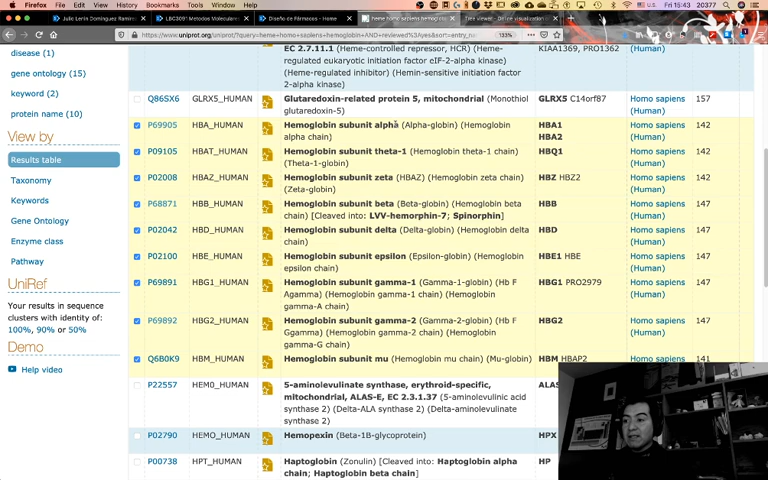 Firefox File Edit View History Bookmarks Tools Window Help
Fri 15:43 20377
Julio Lerin Dominguez Ramire
LBC3091 Metodos Moleculare
Diseño de fármacos - Home
heme homo sapiens hemoglob
Tree viewer - Online visualization
https://www.uniprot.org/uniprot/?query=heme+homo+sapiens+hemoglobin+AND+reviewed%3Ayes&sort=entry_na
133%
disease (1)
gene ontology (15)
keyword (2)
protein name (10)
View by
Results table
Taxonomy
Keywords
Gene Ontology
Enzyme class
Pathway
UniRef
Your results in sequence
clusters with identity of:
100%, 90% or 50%
Demo
Help video
EC 2.7.11.1 (Heme-controlled repressor, HCR) (Heme-
regulated eukaryotic initiation factor eIF-2-alpha kinase)
(Heme-regulated inhibitor) (Hemin-sensitive initiation factor
2-alpha kinase)
KIAA1369, PRO1362
(Human)
Q86SX6 GLRX5_HUMAN Glutaredoxin-related protein 5, mitochondrial (Monothiol GLRX5 C14orf87 Homo sapiens 157
glutaredoxin-5) (Human)
P69905 HBA_HUMAN Hemoglobin subunit alpha (Alpha-globin) (Hemoglobin HBA1 Homo sapiens 142
alpha chain) HBA2 (Human)
P09105 HBAT_HUMAN Hemoglobin subunit theta-1 (Hemoglobin theta-1 chain) HBQ1 Homo sapiens 142
(Theta-1-globin) (Human)
P02008 HBAZ_HUMAN Hemoglobin subunit zeta (HBAZ) (Hemoglobin zeta chain) HBZ HBZ2 Homo sapiens 142
(Zeta-globin) (Human)
P68871 HBB_HUMAN Hemoglobin subunit beta (Beta-globin) (Hemoglobin beta HBB Homo sapiens 147
chain) [Cleaved into: LVV-hemorphin-7; Spinorphin] (Human)
P02042 HBD_HUMAN Hemoglobin subunit delta (Delta-globin) (Hemoglobin delta HBD Homo sapiens 147
chain) (Human)
P02100 HBE_HUMAN Hemoglobin subunit epsilon (Epsilon-globin) (Hemoglobin HBE1 HBE Homo sapiens 147
epsilon chain) (Human)
P69891 HBG1_HUMAN Hemoglobin subunit gamma-1 (Gamma-1-globin) (Hb F HBG1 PRO2979 Homo sapiens 147
Agamma) (Hemoglobin gamma-1 chain) (Hemoglobin (Human)
gamma-A chain)
P69892 HBG2_HUMAN Hemoglobin subunit gamma-2 (Gamma-2-globin) (Hb F HBG2 Homo sapiens 147
Ggamma) (Hemoglobin gamma-2 chain) (Hemoglobin (Human)
gamma-G chain)
Q6B0K9 HBM_HUMAN Hemoglobin subunit mu (Hemoglobin mu chain) (Mu-globin) HBM HBAP2 Homo sapiens 141
P22557 HEM0_HUMAN 5-aminolevulinate synthase, erythroid-specific, ALAS
mitochondrial, ALAS-E, EC 2.3.1.37 (5-aminolevulinic acid
synthase 2) (Delta-ALA synthase 2) (Delta-aminolevulinate
synthase 2)
P02790 HEMO_HUMAN Hemopexin (Beta-1B-glycoprotein) HPX
P00738 HPT_HUMAN Haptoglobin (Zonulin) [Cleaved into: Haptoglobin alpha HP
chain; Haptoglobin beta chain]